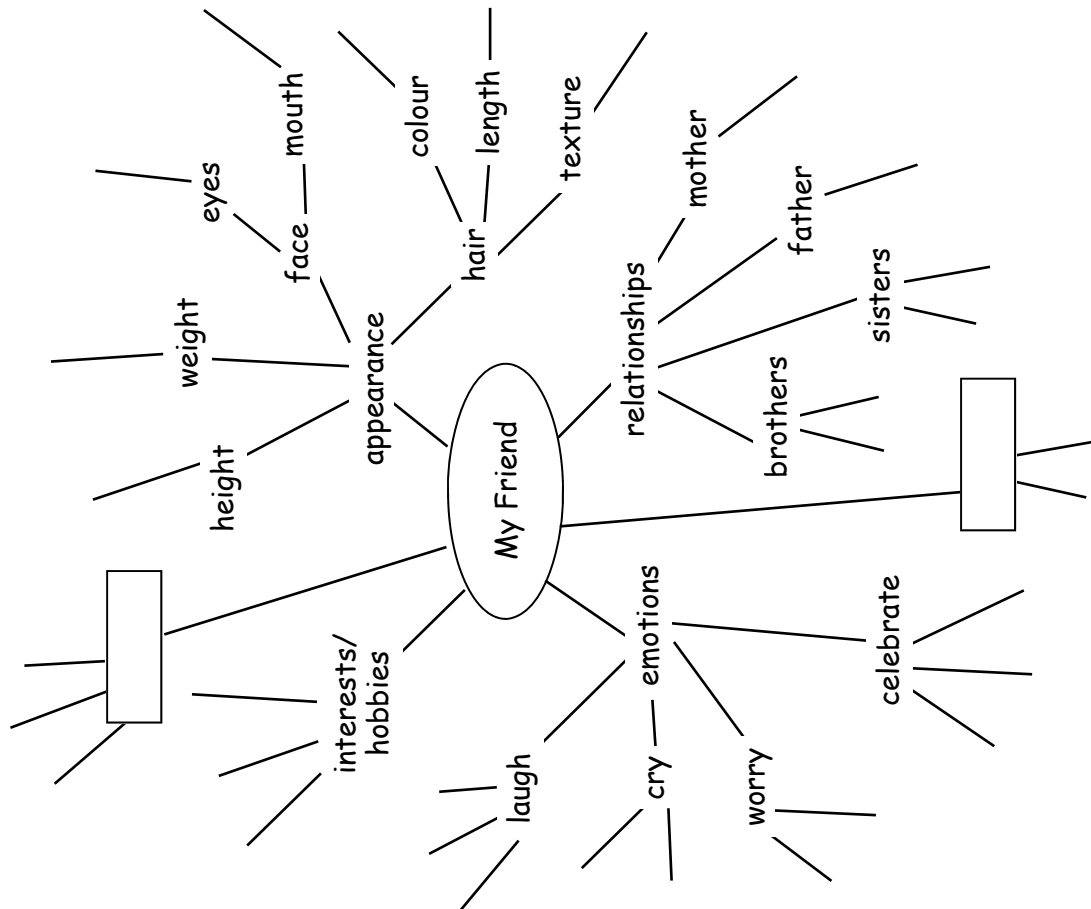 My Friend
appearance
height
weight
face
eyes
mouth
hair
colour
length
texture
relationships
mother
father
sisters
brothers
emotions
celebrate
worry
cry
laugh
interests/
hobbies